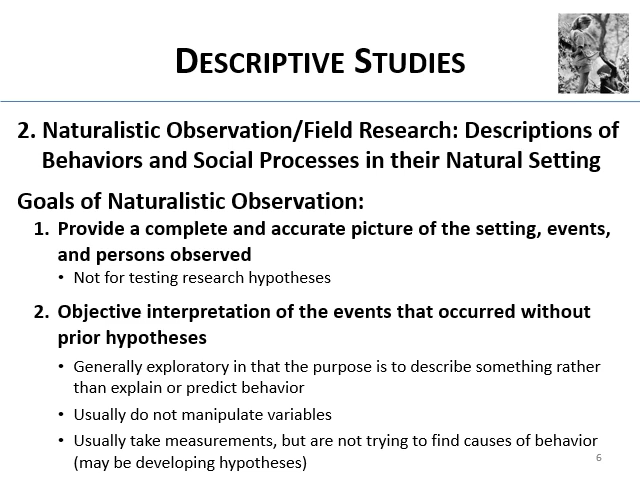 DESCRIPTIVE STUDIES
2. Naturalistic Observation/Field Research: Descriptions of
Behaviors and Social Processes in their Natural Setting
Goals of Naturalistic Observation:
1. Provide a complete and accurate picture of the setting, events,
and persons observed
• Not for testing research hypotheses
2. Objective interpretation of the events that occurred without
prior hypotheses
• Generally exploratory in that the purpose is to describe something rather
than explain or predict behavior
• Usually do not manipulate variables
• Usually take measurements, but are not trying to find causes of behavior
(may be developing hypotheses)
6